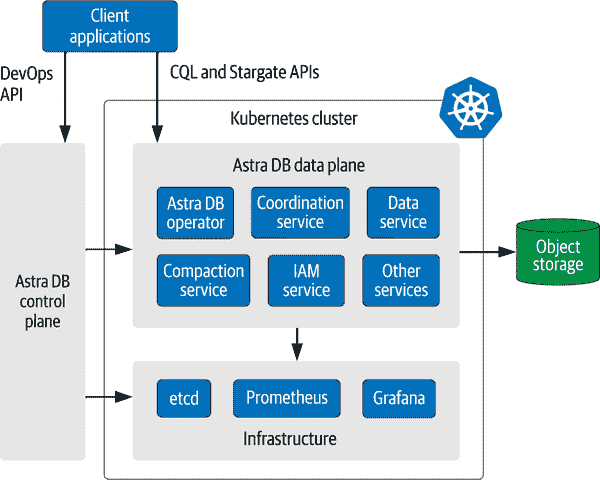 Client
applications
DevOps
API
CQL and Stargate APIs
Kubernetes cluster
Astra DB data plane
Astra DB
operator
Coordination
service
Data
service
Compaction
service
IAM
service
Other
services
Astra DB
control
plane
Object
storage
etcd
Prometheus
Grafana
Infrastructure